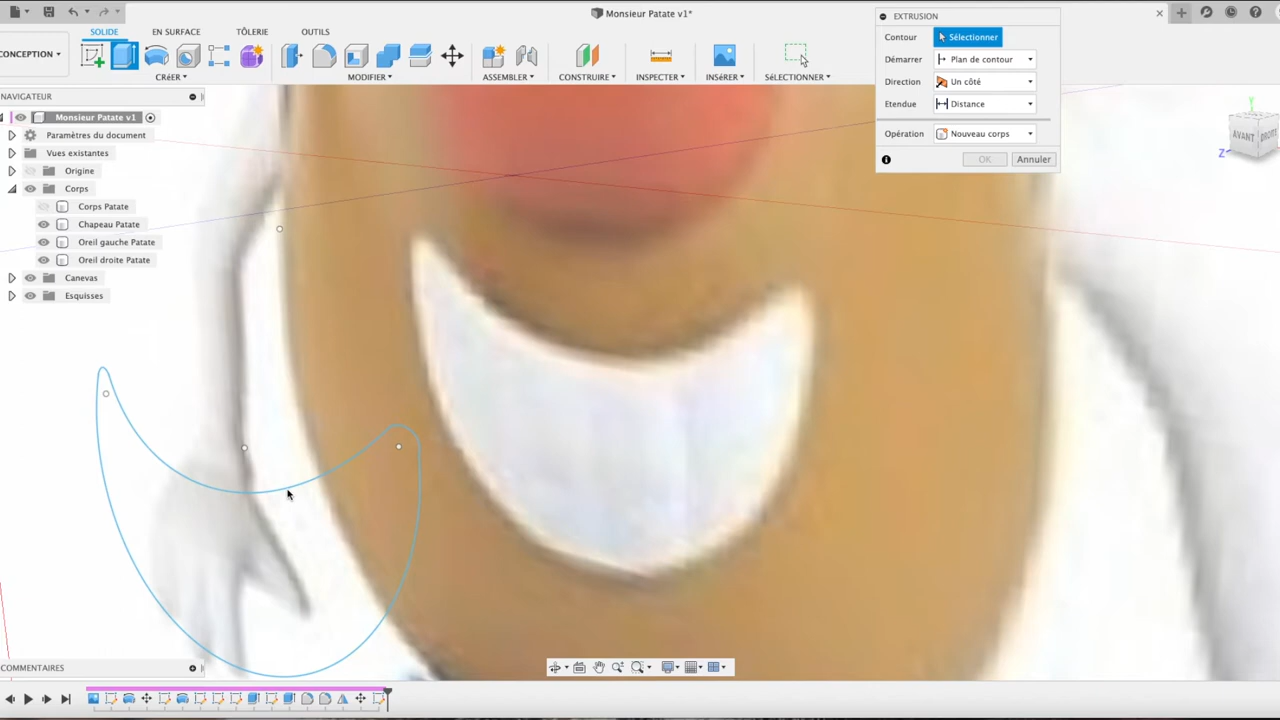 Monsieur Patate v1*
EXTRUSION
SOLIDE EN SURFACE TÔLERIE OUTILS
Contour Sélectionner
CONCEPTION
Démarrer Plan de contour
CRÉER MODIFIER ASSEMBLER CONSTRUIRE INSPECTER INSÉRER SÉLECTIONNER
Direction Un côté
NAVIGATEUR
Etendue Distance
Monsieur Patate v1
Paramètres du document
Opération Nouveau corps
Vues existantes
OK Annuler
Origine
Corps
Corps Patate
Chapeau Patate
Oreil gauche Patate
Oreil droite Patate
Canevas
Esquisses
AVANT DROITE
Y
Z
COMMENTAIRES